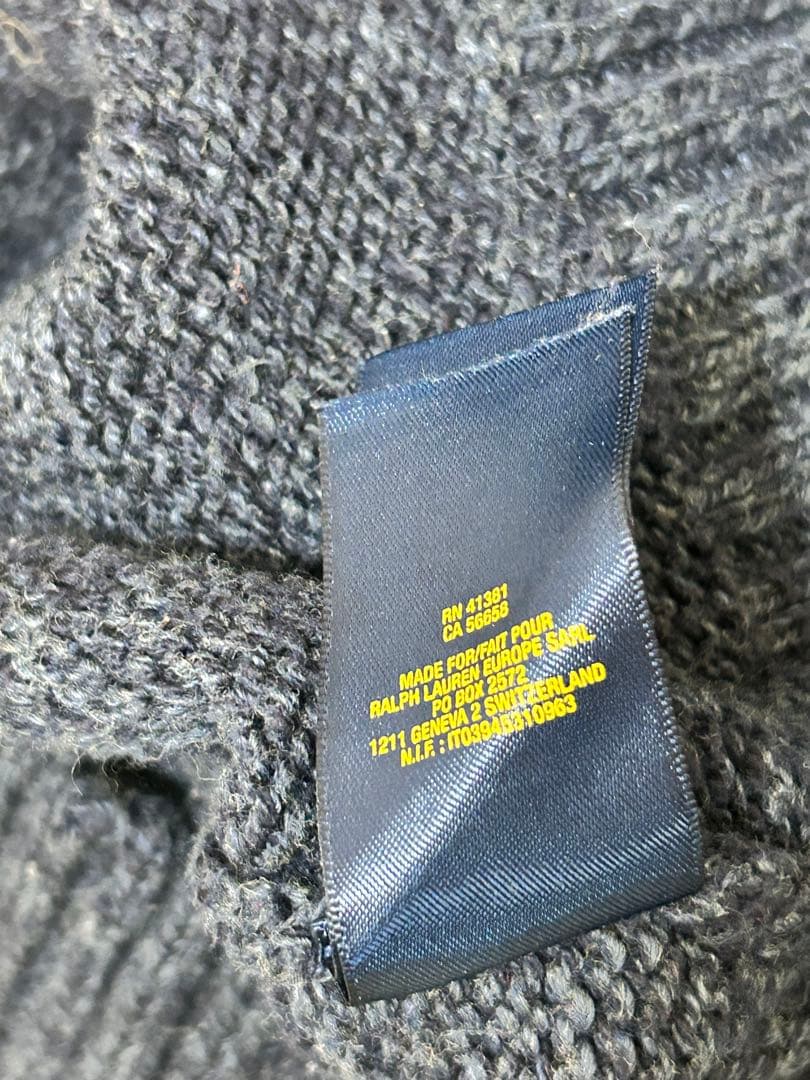 RN 41381
CA 56658
MADE FOR/FAIT POUR
RALPH LAUREN EUROPE SARL
PO BOX 2572
1211 GENEVA 2 SWITZERLAND
N.I.F. : IT03945310963